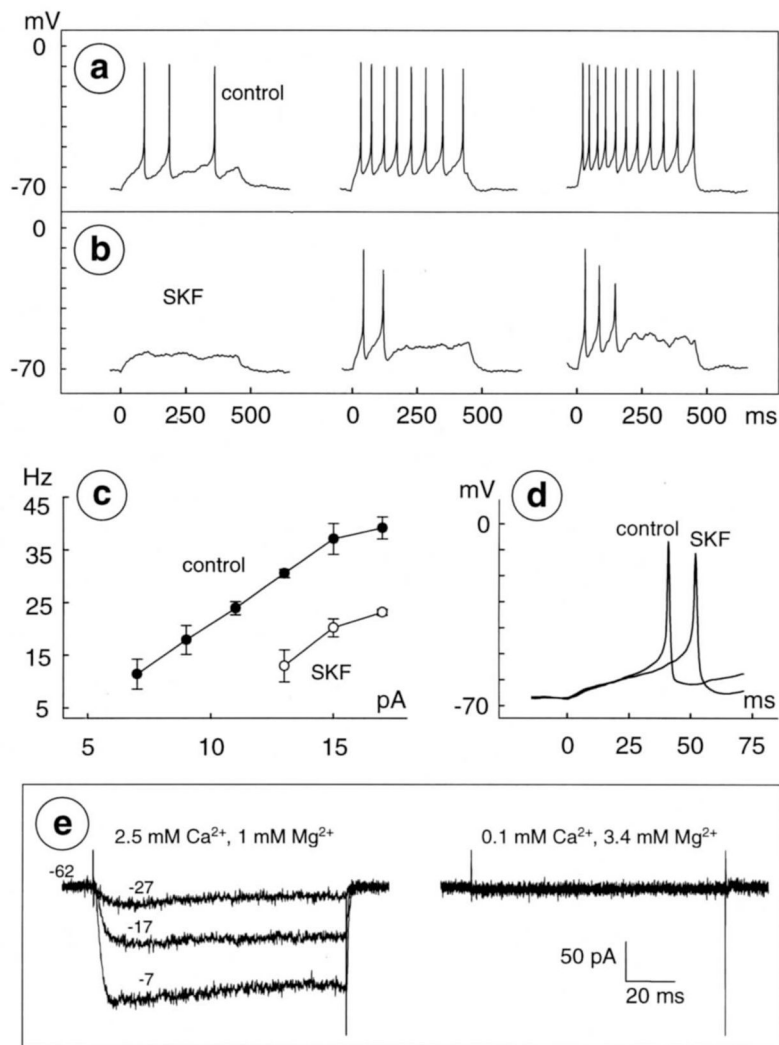 mV
0
a
control
-70
0
b
SKF
-70
0 250 500 0 250 500 0 250 500 ms
Hz
c
45
control
35
25
15
SKF
pA
5
5 10 15
mV
d
0
control
SKF
-70
ms
0 25 50 75
e
2.5 mM Ca²⁺, 1 mM Mg²⁺
0.1 mM Ca²⁺, 3.4 mM Mg²⁺
-62
-27
-17
-7
50 pA
20 ms